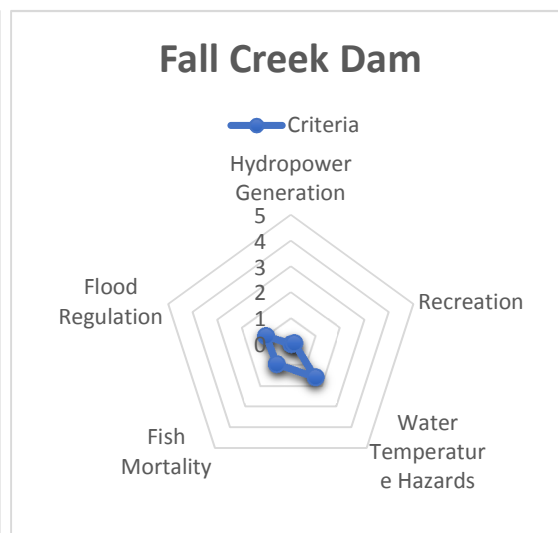 Fall Creek Dam
Criteria
Hydropower
Generation
5
4
3
2
1
0
Recreation
Water
Temperatur
e Hazards
Fish
Mortality
Flood
Regulation